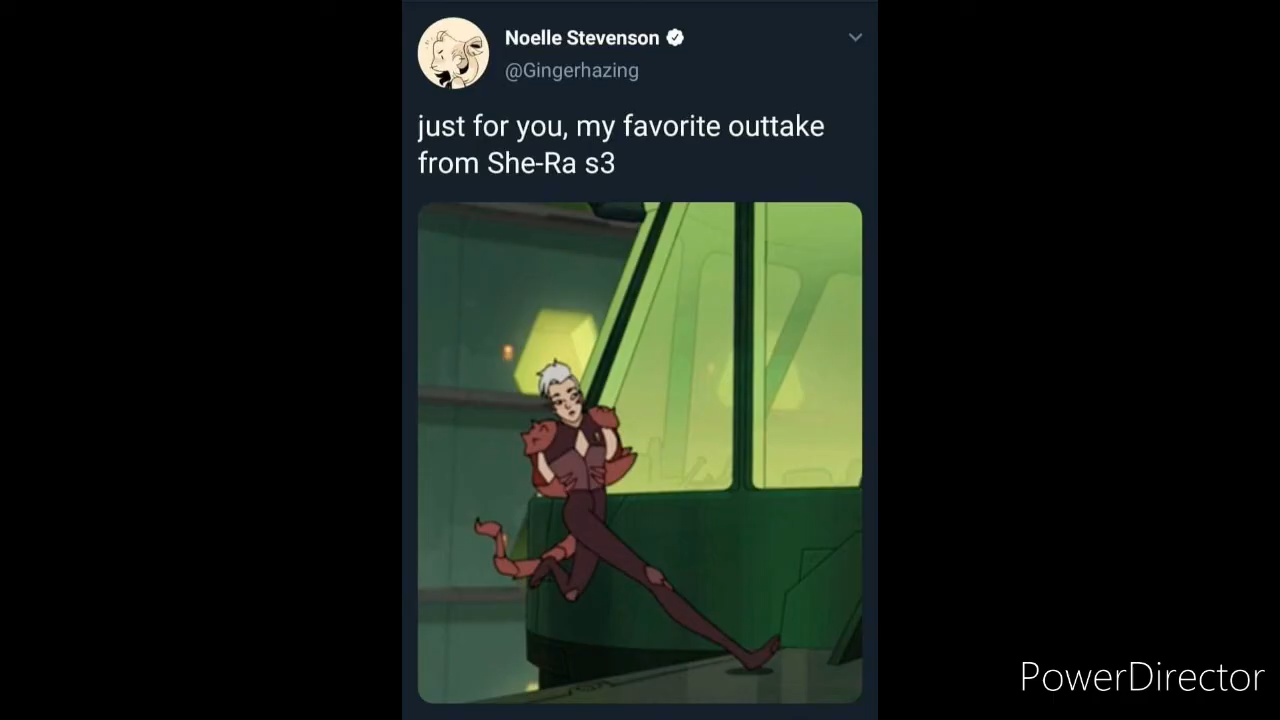 Noelle Stevenson
@Gingerhazing
just for you, my favorite outtake
from She-Ra s3
PowerDirector